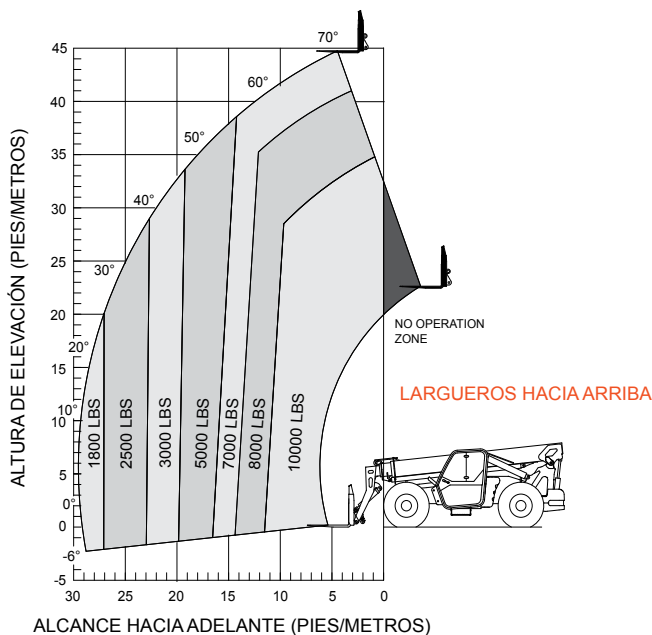 70°
45
60°
40
50°
35
40°
30
30°
25
20
20°
15
10°
10
5
0°
0
-6°
-5
30
25
20
15
10
5
0
1800 LBS
2500 LBS
3000 LBS
5000 LBS
7000 LBS
8000 LBS
10000 LBS
NO OPERATION
ZONE
LARGUEROS HACIA ARRIBA
ALTURA DE ELEVACIÓN (PIES/METROS)
ALCANCE HACIA ADELANTE (PIES/METROS)